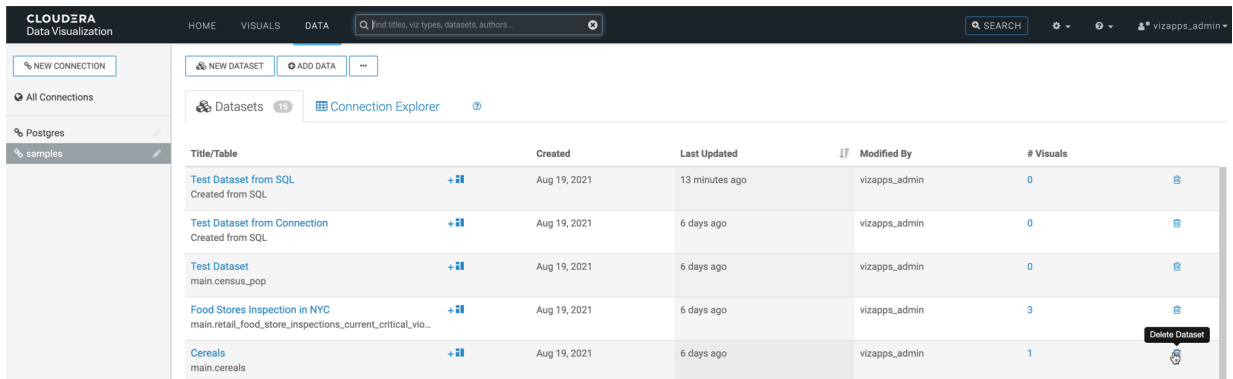 CLOUDERA
Data Visualization
HOME VISUALS DATA find titles, viz types, datasets, authors... SEARCH vizapps_admin
NEW CONNECTION
All Connections
Postgres
samples
NEW DATASET ADD DATA ...
Datasets 15 Connection Explorer
Title/Table Created Last Updated Modified By # Visuals
Test Dataset from SQL Aug 19, 2021 13 minutes ago vizapps_admin 0
Created from SQL
Test Dataset from Connection Aug 19, 2021 6 days ago vizapps_admin 0
Created from SQL
Test Dataset Aug 19, 2021 6 days ago vizapps_admin 0
main.census_pop
Food Stores Inspection in NYC Aug 19, 2021 6 days ago vizapps_admin 3
main.retail_food_store_inspections_current_critical_vio...
Delete Dataset
Cereals Aug 19, 2021 6 days ago vizapps_admin 1
main.cereals